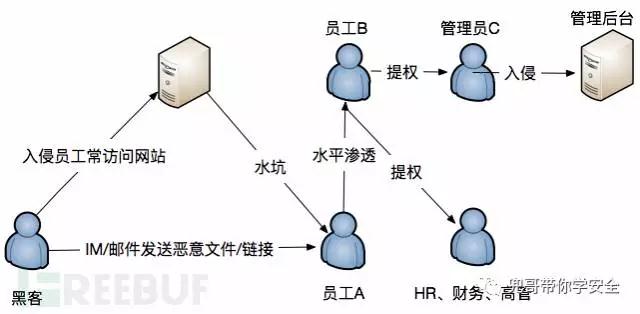 管理后台
员工B
管理员C
提权
入侵
入侵员工常访问网站
水坑
水平渗透
提权
IM/邮件发送恶意文件/链接
黑客
员工A
HR、财务、高管
FREEBUF
兜哥带你学安全